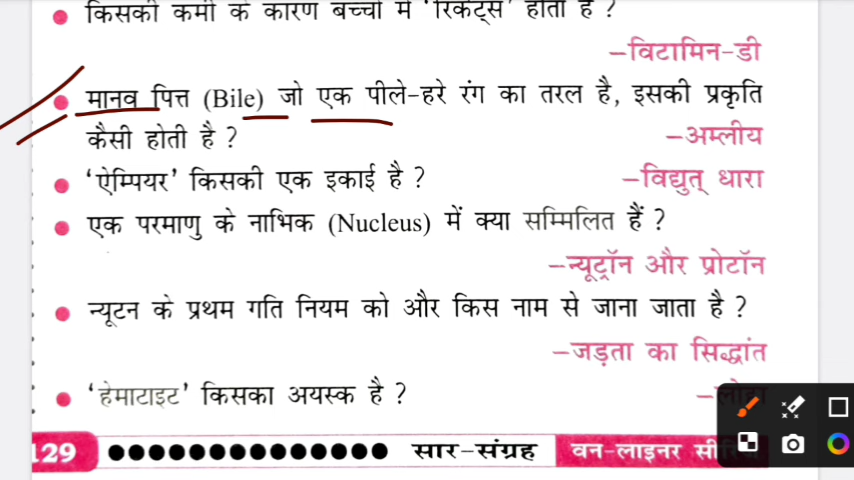 किसकी कमी के कारण बच्चों में 'रिकेट्स' होता है ?
–विटामिन-डी
मानव पित्त (Bile) जो एक पीले-हरे रंग का तरल है, इसकी प्रकृति
कैसी होती है ? –अम्लीय
'ऐम्पियर' किसकी एक इकाई है ? –विद्युत् धारा
एक परमाणु के नाभिक (Nucleus) में क्या सम्मिलित हैं ?
–न्यूट्रॉन और प्रोटॉन
न्यूटन के प्रथम गति नियम को और किस नाम से जाना जाता है ?
–जड़ता का सिद्धांत
'हेमाटाइट' किसका अयस्क है ? –लोहा
129 सार-संग्रह वन-लाइनर सीरिज